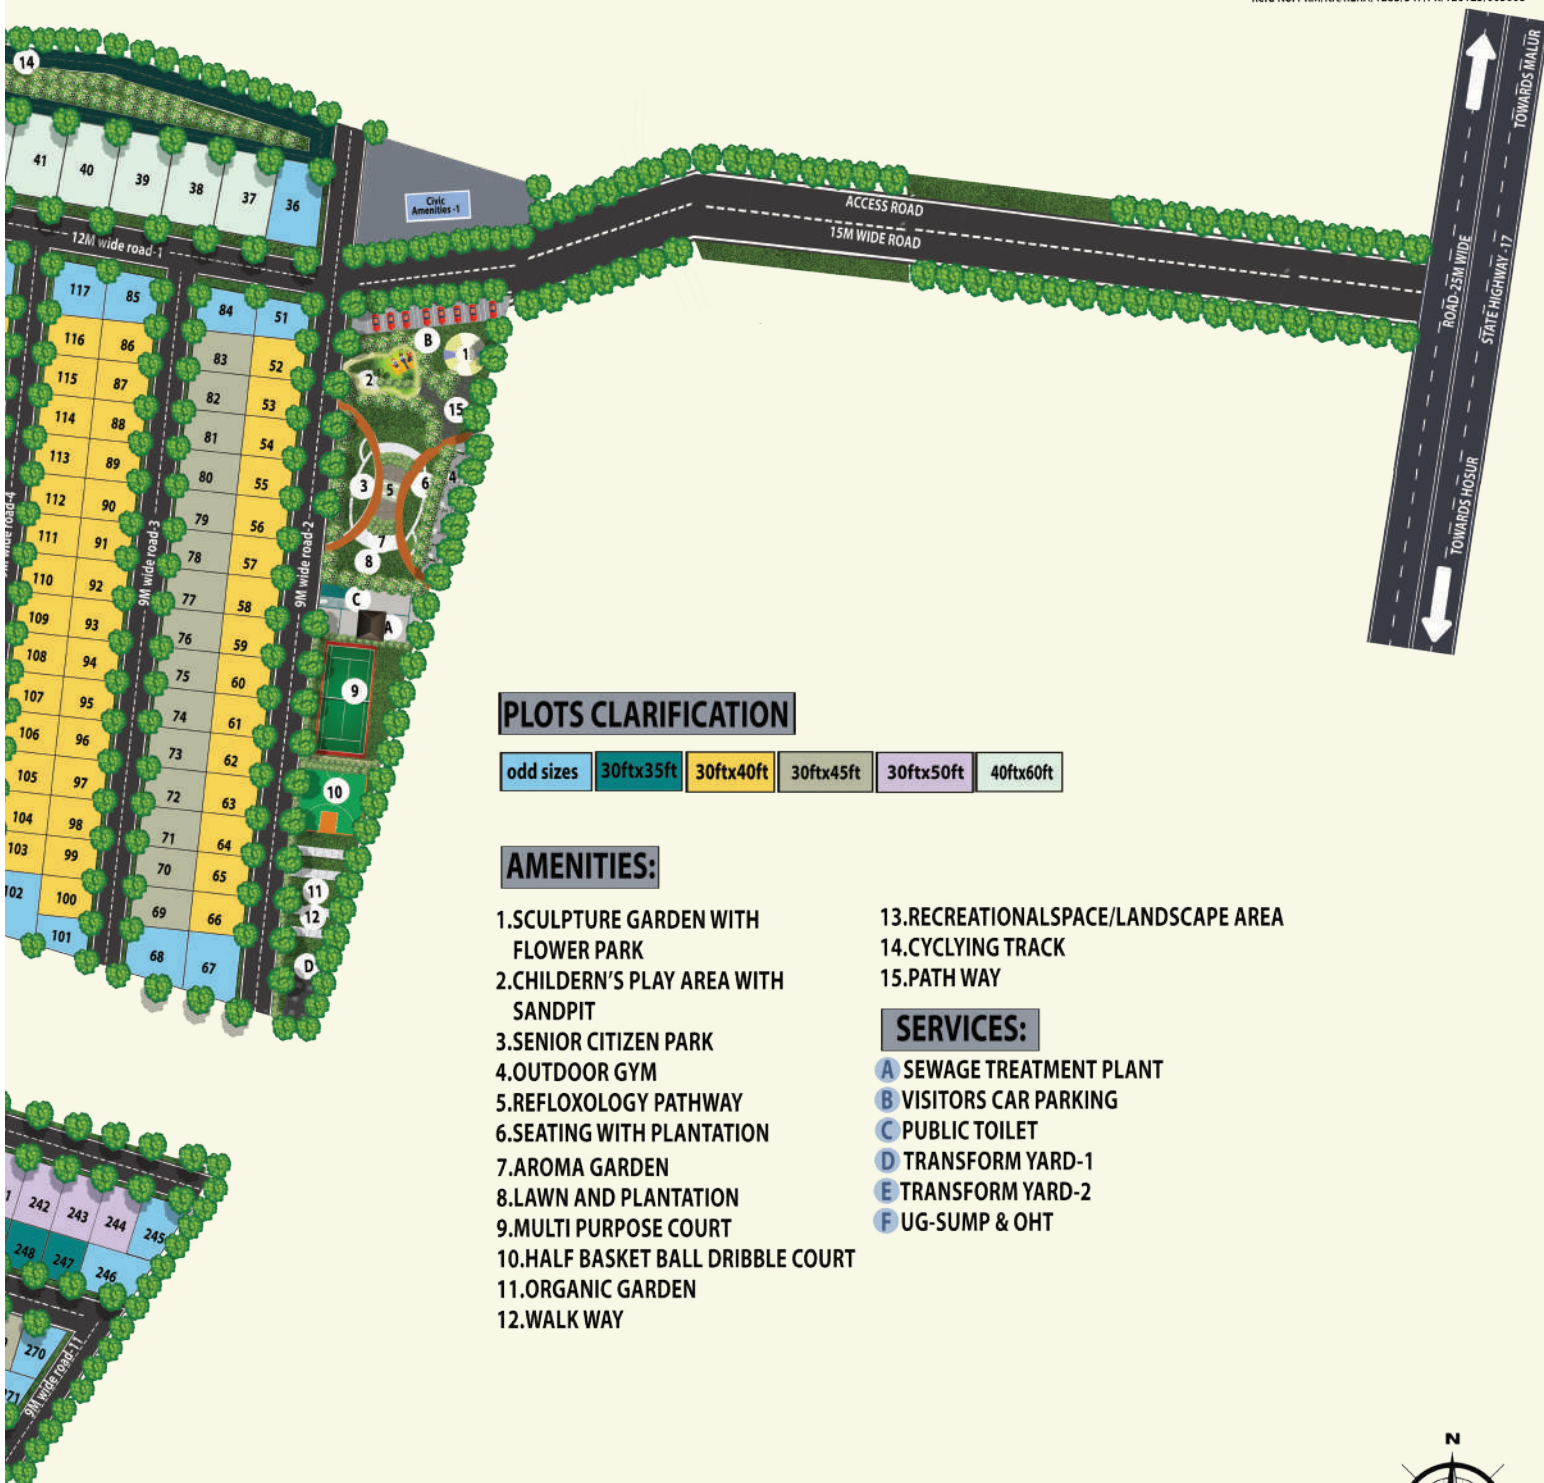 14
41
40
39
38
37
36
Civic
Amenities -1
ACCESS ROAD
15M WIDE ROAD
TOWARDS MALUR
ROAD-25M WIDE
STATE HIGHWAY -17
TOWARDS HOSUR
12M wide road-1
117
85
84
51
116
86
83
52
115
87
82
53
114
88
81
54
113
89
80
55
112
90
79
56
111
91
78
57
110
92
77
58
109
93
76
59
108
94
75
60
107
95
74
61
106
96
73
62
105
97
72
63
104
98
71
64
103
99
70
65
102
100
69
66
101
68
67
wide road-4
9M wide road-3
9M wide road-2
B
1
2
15
3
5
6
4
7
8
C
A
9
10
11
12
D
242
243
244
245
248
247
246
270
9M wide road-11
PLOTS CLARIFICATION
odd sizes 30ftx35ft 30ftx40ft 30ftx45ft 30ftx50ft 40ftx60ft
AMENITIES:
1.SCULPTURE GARDEN WITH
FLOWER PARK
2.CHILDERN'S PLAY AREA WITH
SANDPIT
3.SENIOR CITIZEN PARK
4.OUTDOOR GYM
5.REFLOXOLOGY PATHWAY
6.SEATING WITH PLANTATION
7.AROMA GARDEN
8.LAWN AND PLANTATION
9.MULTI PURPOSE COURT
10.HALF BASKET BALL DRIBBLE COURT
11.ORGANIC GARDEN
12.WALK WAY
13.RECREATIONALSPACE/LANDSCAPE AREA
14.CYCLYING TRACK
15.PATH WAY
SERVICES:
A SEWAGE TREATMENT PLANT
B VISITORS CAR PARKING
C PUBLIC TOILET
D TRANSFORM YARD-1
E TRANSFORM YARD-2
F UG-SUMP & OHT
N